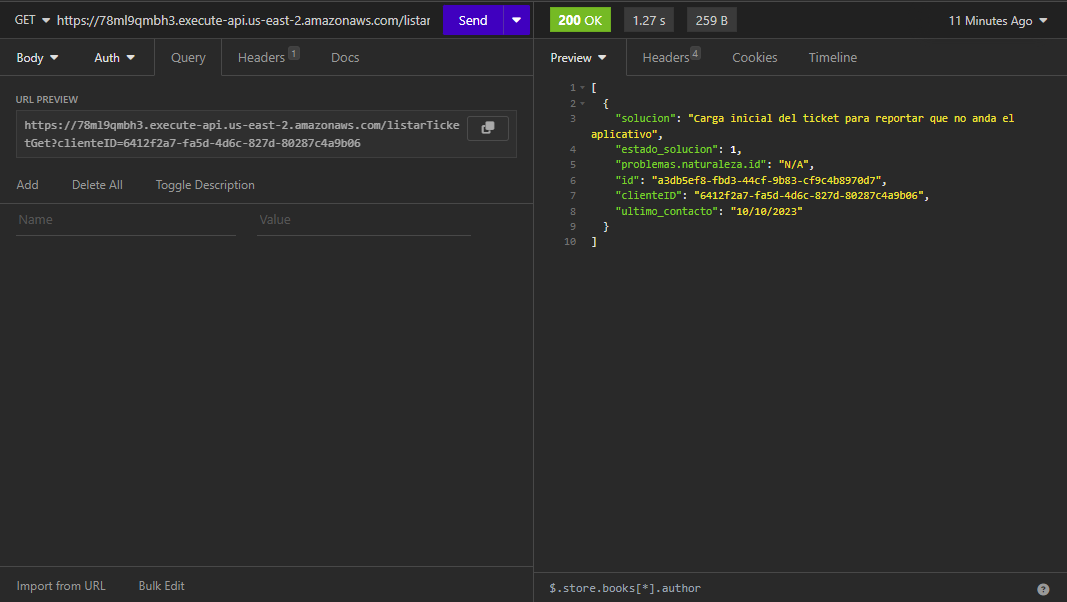 GET https://78ml9qmbh3.execute-api.us-east-2.amazonaws.com/listar Send
Body Auth Query Headers 1 Docs
URL PREVIEW
https://78ml9qmbh3.execute-api.us-east-2.amazonaws.com/listarTicke
tGet?clienteID=6412f2a7-fa5d-4d6c-827d-80287c4a9b06
Add Delete All Toggle Description
Name Value
Import from URL Bulk Edit
200 OK 1.27 s 259 B 11 Minutes Ago
Preview Headers 4 Cookies Timeline
1 [
2 {
3 "solucion": "Carga inicial del ticket para reportar que no anda el
aplicativo",
4 "estado_solucion": 1,
5 "problemas.naturaleza.id": "N/A",
6 "id": "a3db5ef8-fbd3-44cf-9b83-cf9c4b8970d7",
7 "clienteID": "6412f2a7-fa5d-4d6c-827d-80287c4a9b06",
8 "ultimo_contacto": "10/10/2023"
9 }
10 ]
$.store.books[*].author ?